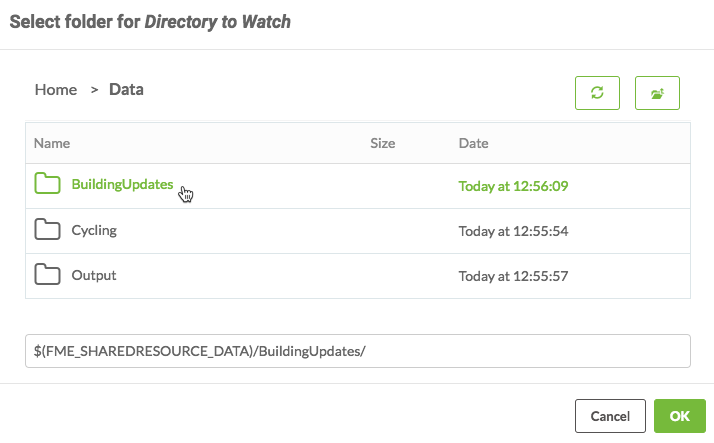 Select folder for Directory to Watch
Home > Data
Name Size Date
BuildingUpdates Today at 12:56:09
Cycling Today at 12:55:54
Output Today at 12:55:57
$(FME_SHAREDRESOURCE_DATA)/BuildingUpdates/
Cancel OK